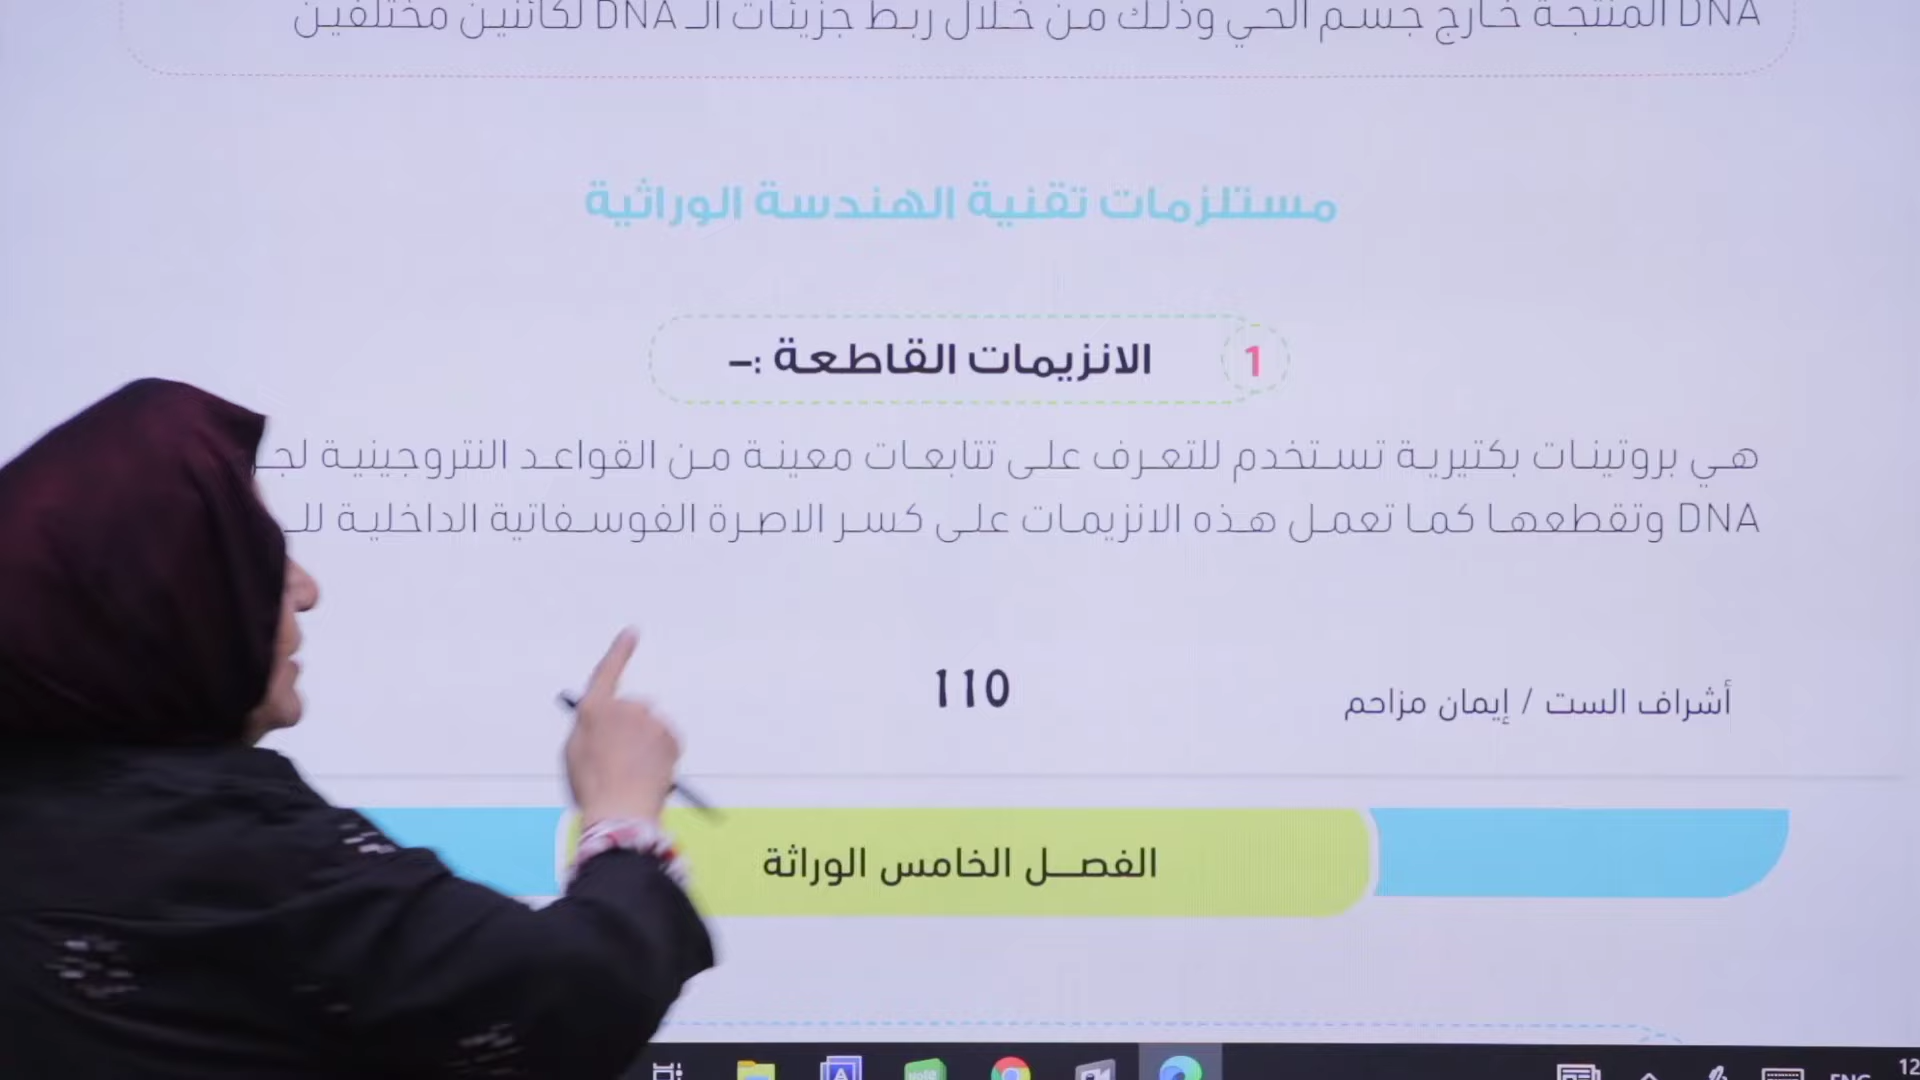 DNA المنتجة خارج جسم الحي وذلك من خلال ربط جزيئات الـ DNA لكائنين مختلفين
مستلزمات تقنية الهندسة الوراثية
1 الانزيمات القاطعة :–
هي بروتينات بكتيرية تستخدم للتعرف على تتابعات معينة من القواعد النتروجينية
DNA وتقطعها كما تعمل هذه الانزيمات على كسر الاصرة الفوسفاتية الداخلية
أشراف الست / إيمان مزاحم
110
الفصل الخامس الوراثة
ENG
12